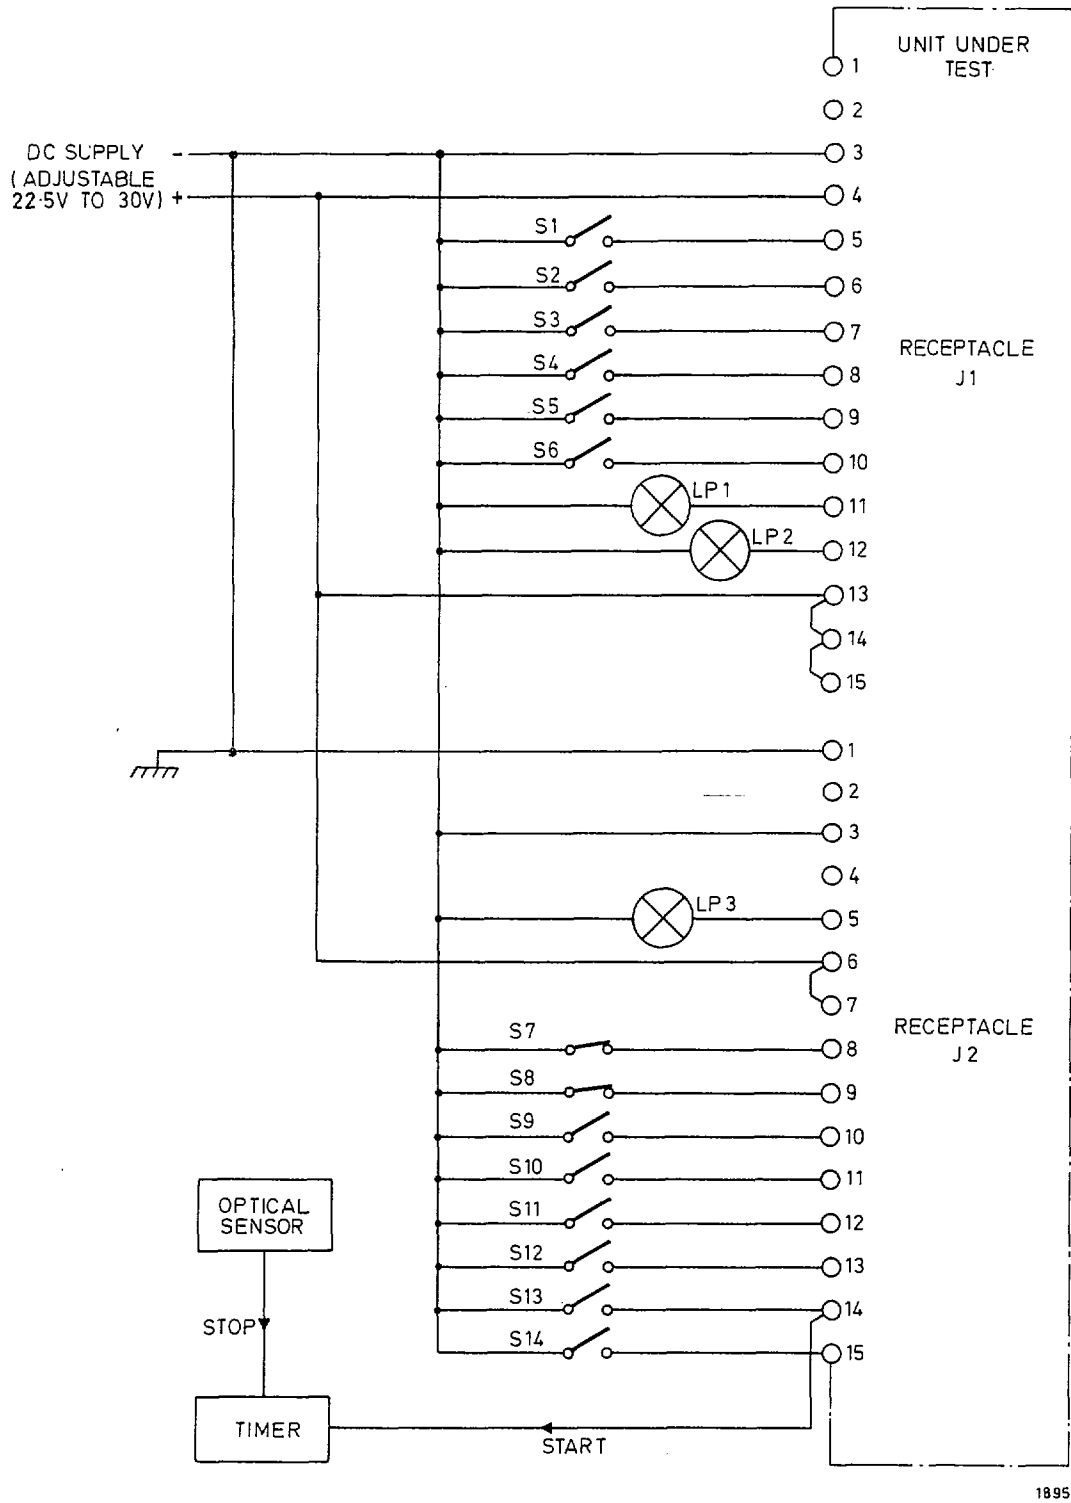 UNIT UNDER
TEST
1
2
DC SUPPLY -
3
(ADJUSTABLE
22·5V TO 30V) +
4
S1
5
S2
6
S3
7
RECEPTACLE
J1
S4
8
S5
9
S6
10
LP1
11
LP2
12
13
14
15
1
2
3
4
LP3
5
6
7
RECEPTACLE
J2
S7
8
S8
9
S9
10
S10
11
OPTICAL
SENSOR
S11
12
S12
13
S13
14
STOP
S14
15
TIMER
START
1895